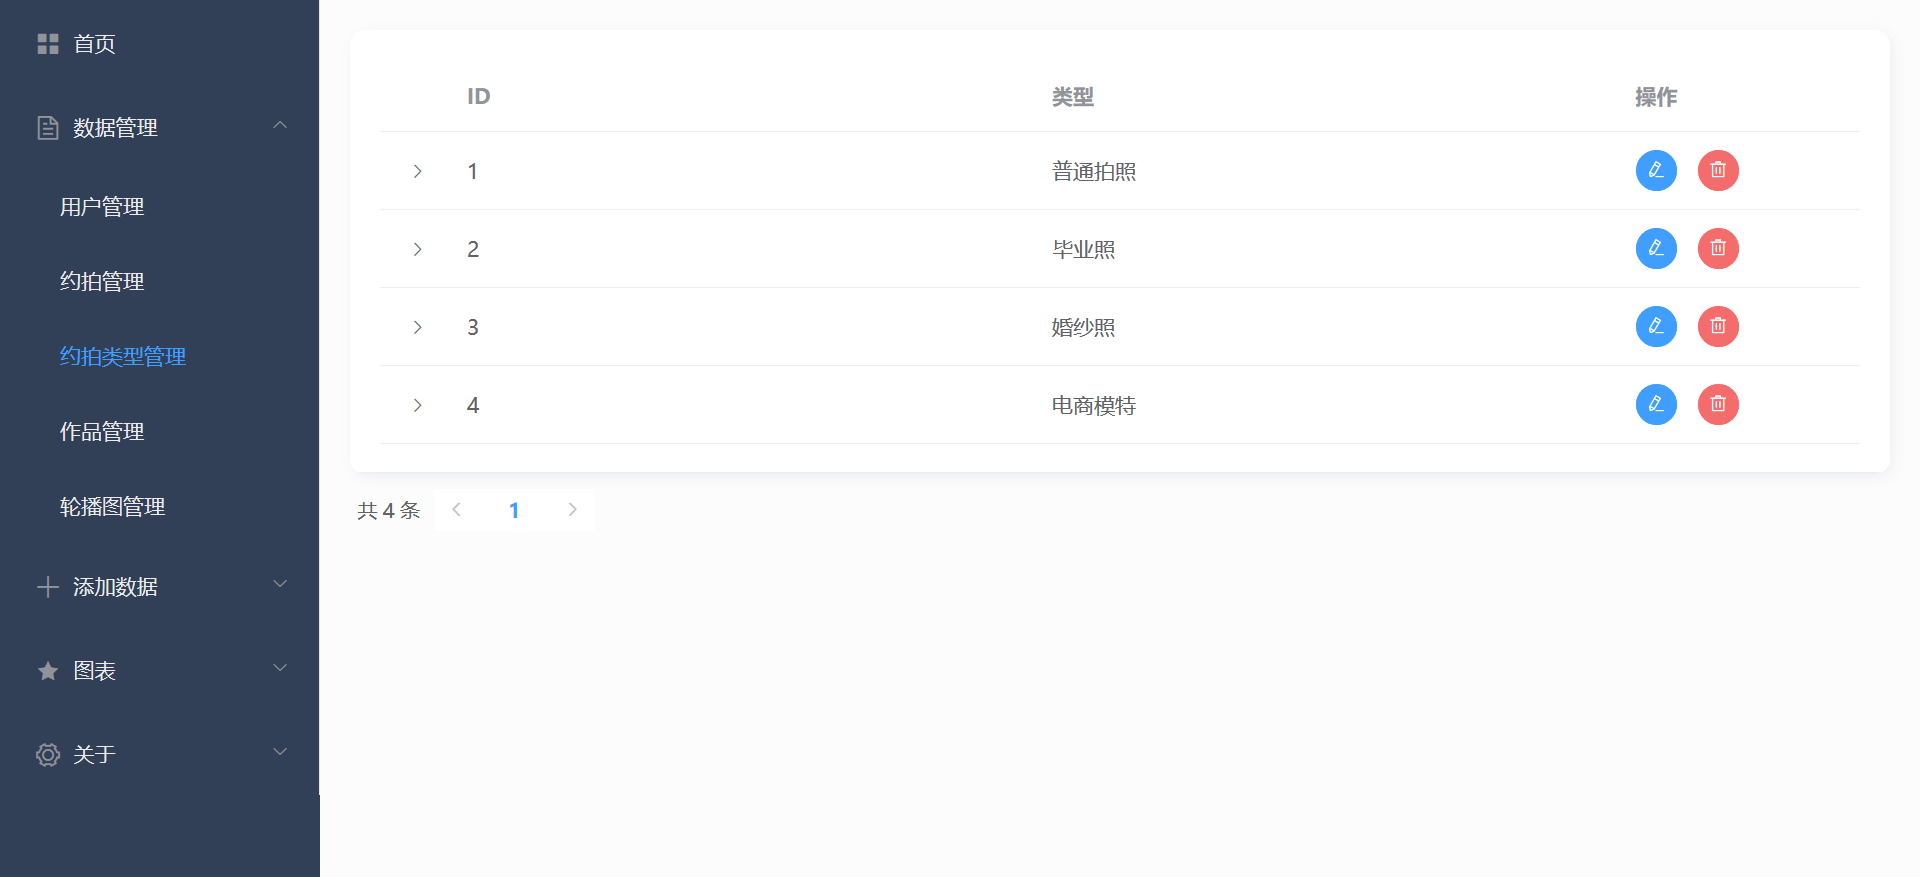 首页
数据管理
用户管理
约拍管理
约拍类型管理
作品管理
轮播图管理
添加数据
图表
关于
ID 类型 操作
1 普通拍照
2 毕业照
3 婚纱照
4 电商模特
共 4 条 1